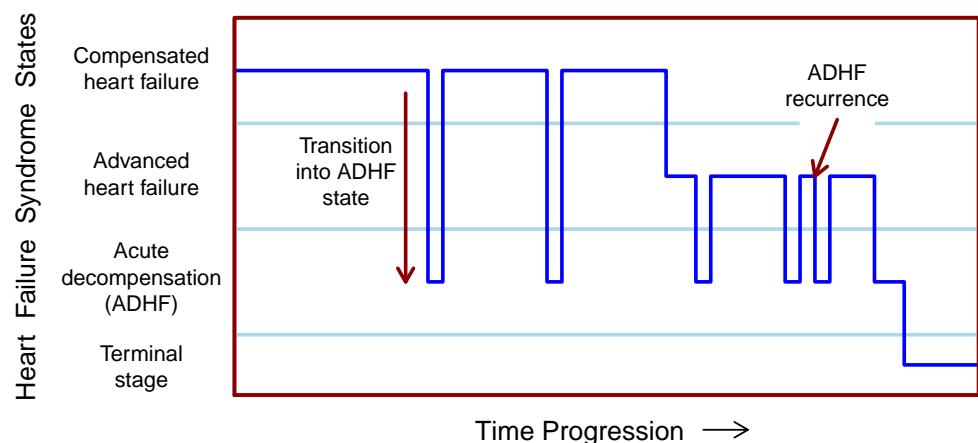 Heart Failure Syndrome States
Compensated
heart failure
Advanced
heart failure
Acute
decompensation
(ADHF)
Terminal
stage
Transition
into ADHF
state
ADHF
recurrence
Time Progression